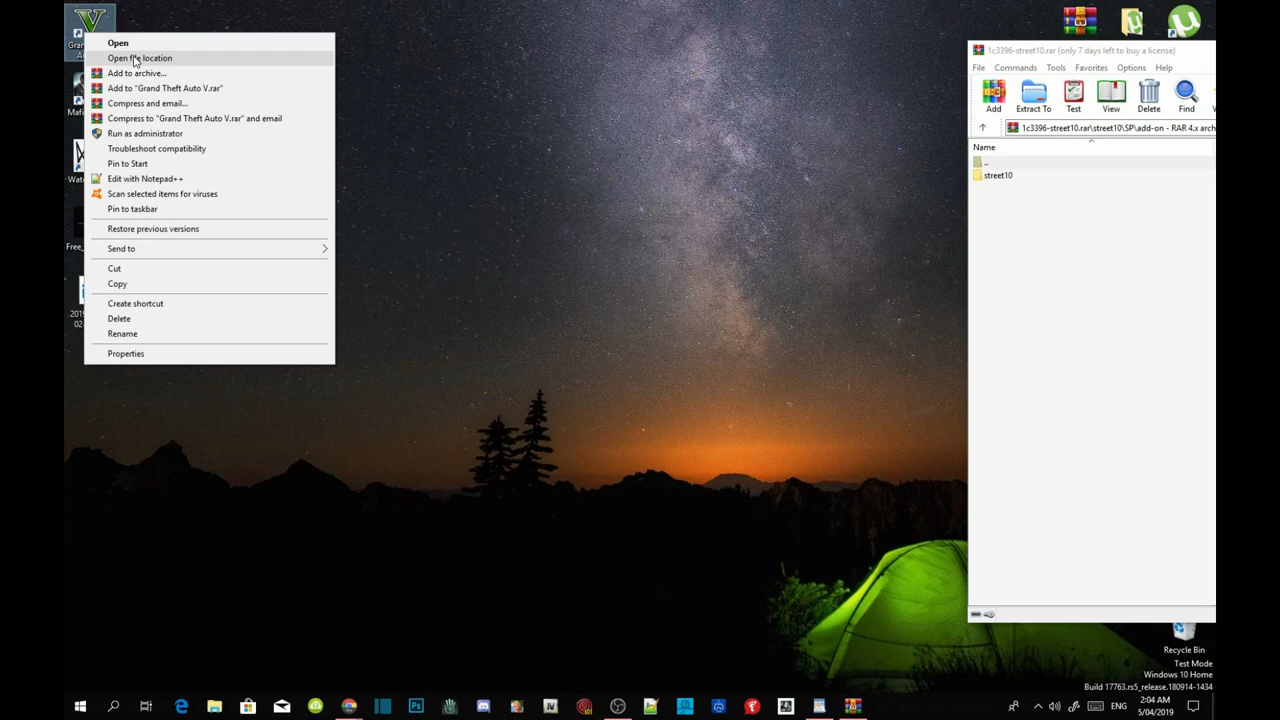 Gran
A
Open
Open file location
Add to archive...
Add to "Grand Theft Auto V.rar"
Compress and email...
Compress to "Grand Theft Auto V.rar" and email
Run as administrator
Troubleshoot compatibility
Pin to Start
Edit with Notepad++
Scan selected items for viruses
Pin to taskbar
Restore previous versions
Send to
Cut
Copy
Create shortcut
Delete
Rename
Properties
Mafi
Wat
Free_
201
02-
1c3396-street10.rar (only 7 days left to buy a license)
File Commands Tools Favorites Options Help
Add Extract To Test View Delete Find
1c3396-street10.rar\street10\SP\add-on - RAR 4.x arch
Name
..
street10
Recycle Bin
Test Mode
Windows 10 Home
Build 17763.rs5_release.180914-1434
ENG
2:04 AM
5/04/2019